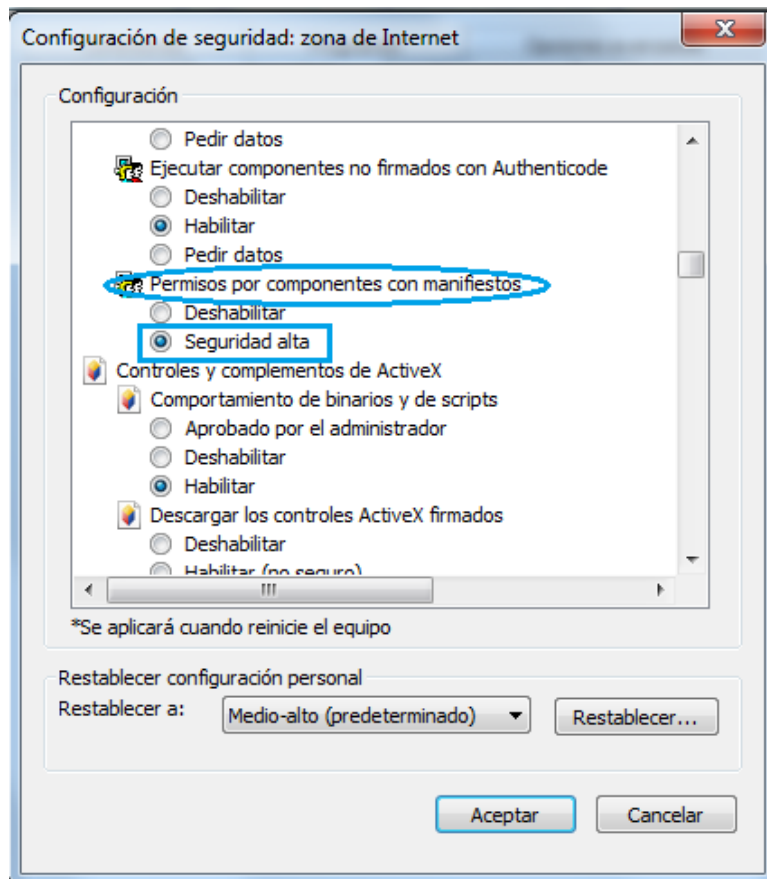 Configuración de seguridad: zona de Internet
Configuración
Pedir datos
Ejecutar componentes no firmados con Authenticode
Deshabilitar
Habilitar
Pedir datos
Permisos por componentes con manifiestos
Deshabilitar
Seguridad alta
Controles y complementos de ActiveX
Comportamiento de binarios y de scripts
Aprobado por el administrador
Deshabilitar
Habilitar
Descargar los controles ActiveX firmados
Deshabilitar
Habilitar (no seguro)
*Se aplicará cuando reinicie el equipo
Restablecer configuración personal
Restablecer a: Medio-alto (predeterminado) Restablecer...
Aceptar Cancelar